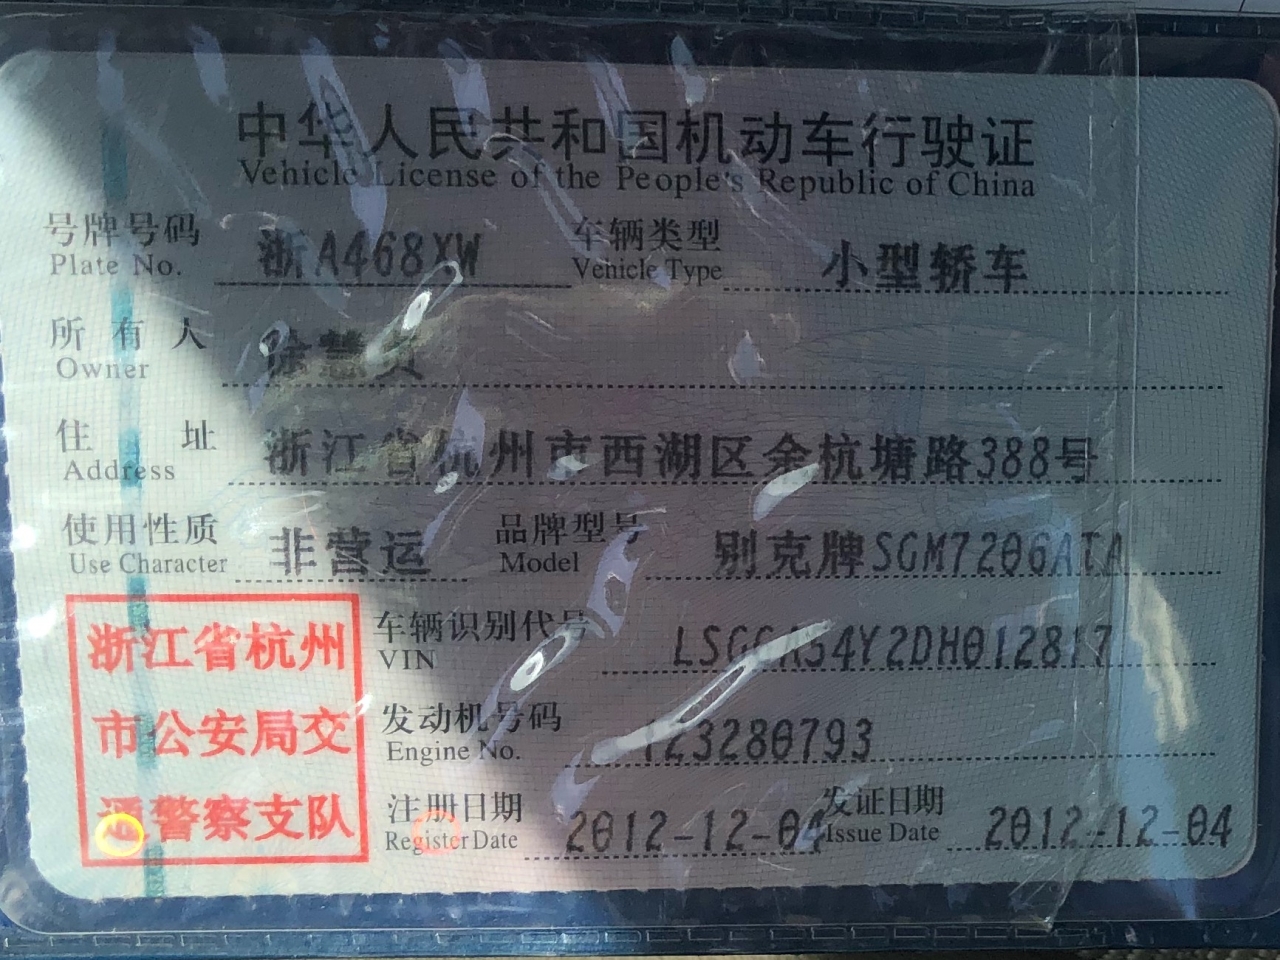 中华人民共和国机动车行驶证
Vehicle License of the People's Republic of China
号牌号码 浙A468XW 车辆类型 小型轿车
Plate No. Vehicle Type
所有人 徐慧
Owner
住址 浙江省杭州市西湖区余杭塘路388号
Address
使用性质 非营运 品牌型号 别克牌SGM7206ATA
Use Character Model
浙江省杭州
市公安局交
通警察支队
车辆识别代号
VIN
发动机号码 123280793
Engine No.
注册日期 2012-12-04 发证日期 2012-12-04
Register Date Issue Date